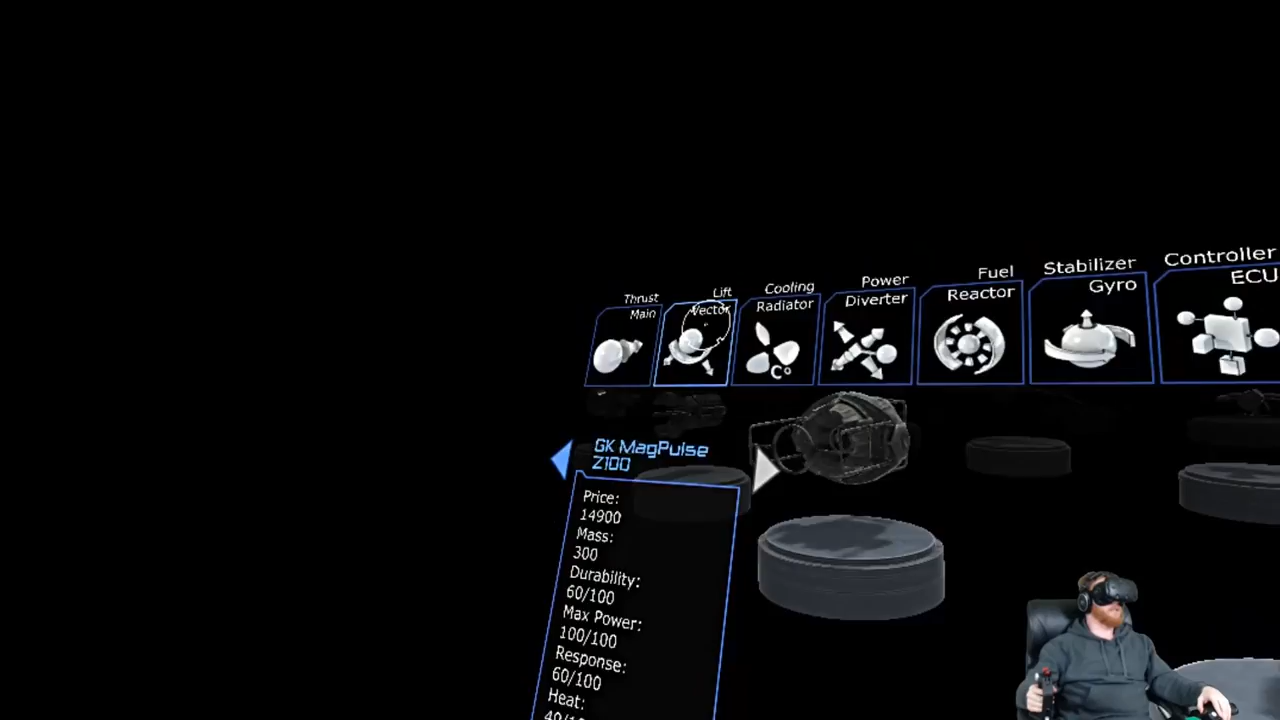 Thrust
Main
Lift
Vector
Cooling
Radiator
C°
Power
Diverter
Fuel
Reactor
Stabilizer
Gyro
Controller
ECU
GK MagPulse
Z100
Price:
14900
Mass:
300
Durability:
60/100
Max Power:
100/100
Response:
60/100
Heat: